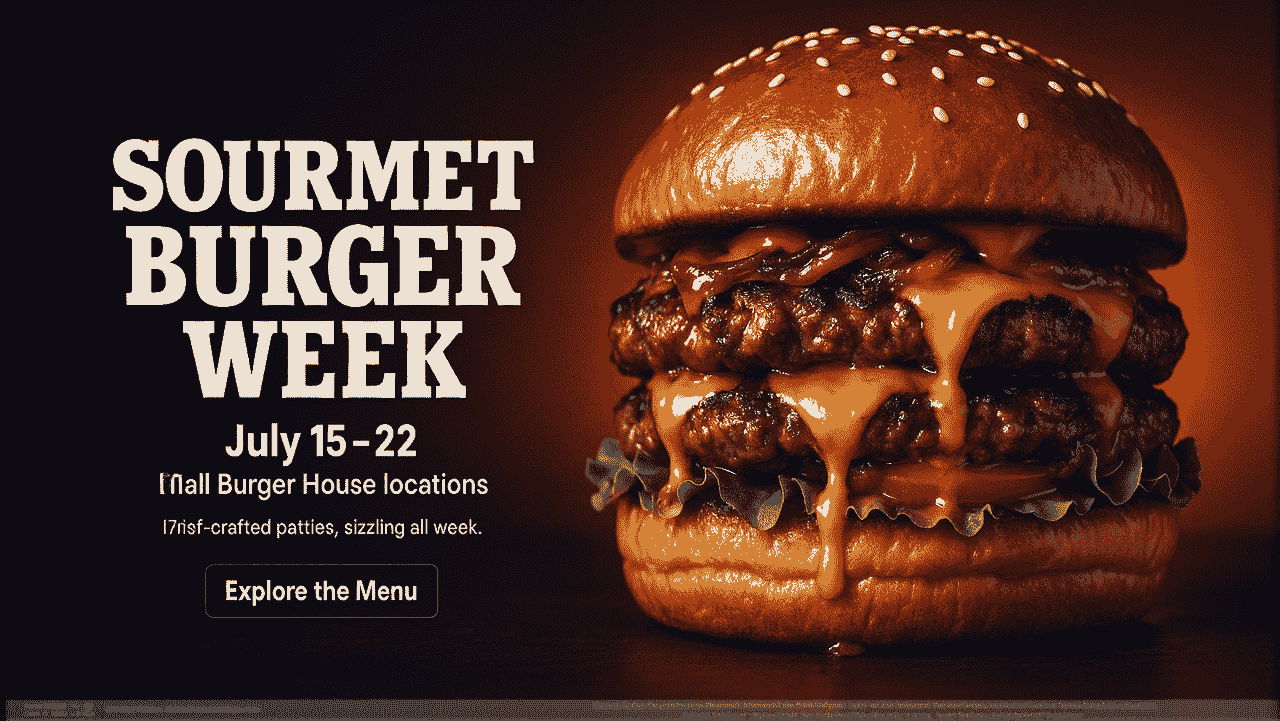 SOURMET
BURGER
WEEK
July 15–22
Burger House locations
patties, sizzling all week.
Explore the Menu